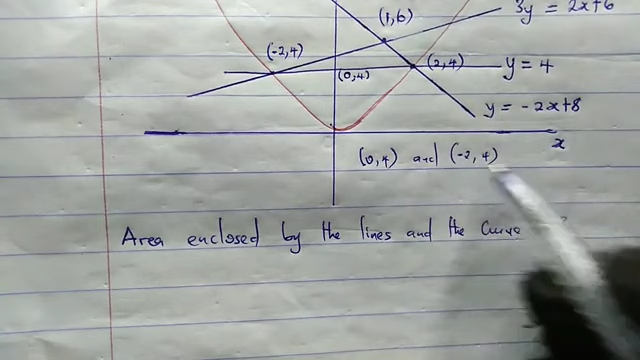 3y = 2x+6
(1,6)
(-2,4)
(0,4)
(2,4)
y = 4
y = -2x+8
x
(0,4) and (-2,4)
Area enclosed by the lines and the curve